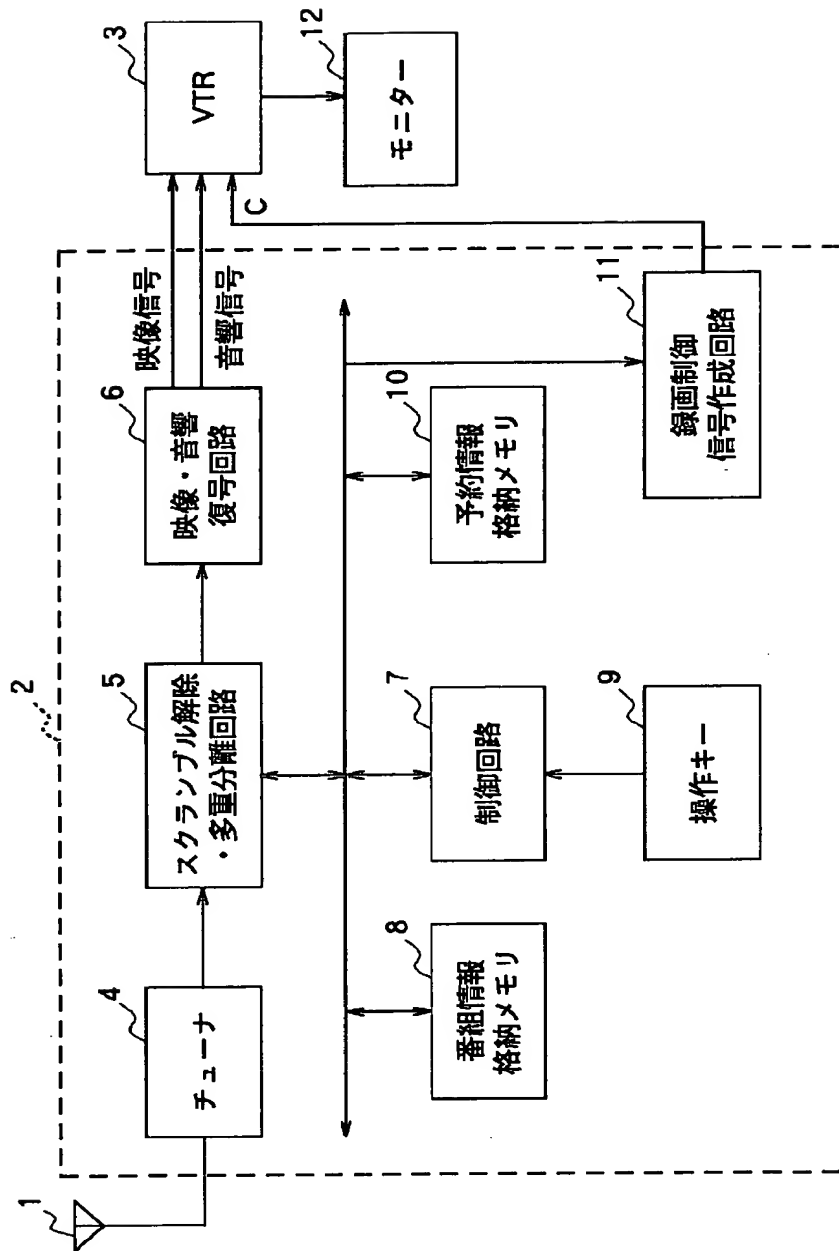 1
2
4
チューナ
5
スクランブル解除
・多重分離回路
6
映像・音響
復号回路
映像信号
音響信号
3
VTR
C
12
モニター
8
番組情報
格納メモリ
7
制御回路
9
操作キー
10
予約情報
格納メモリ
11
録画制御
信号作成回路